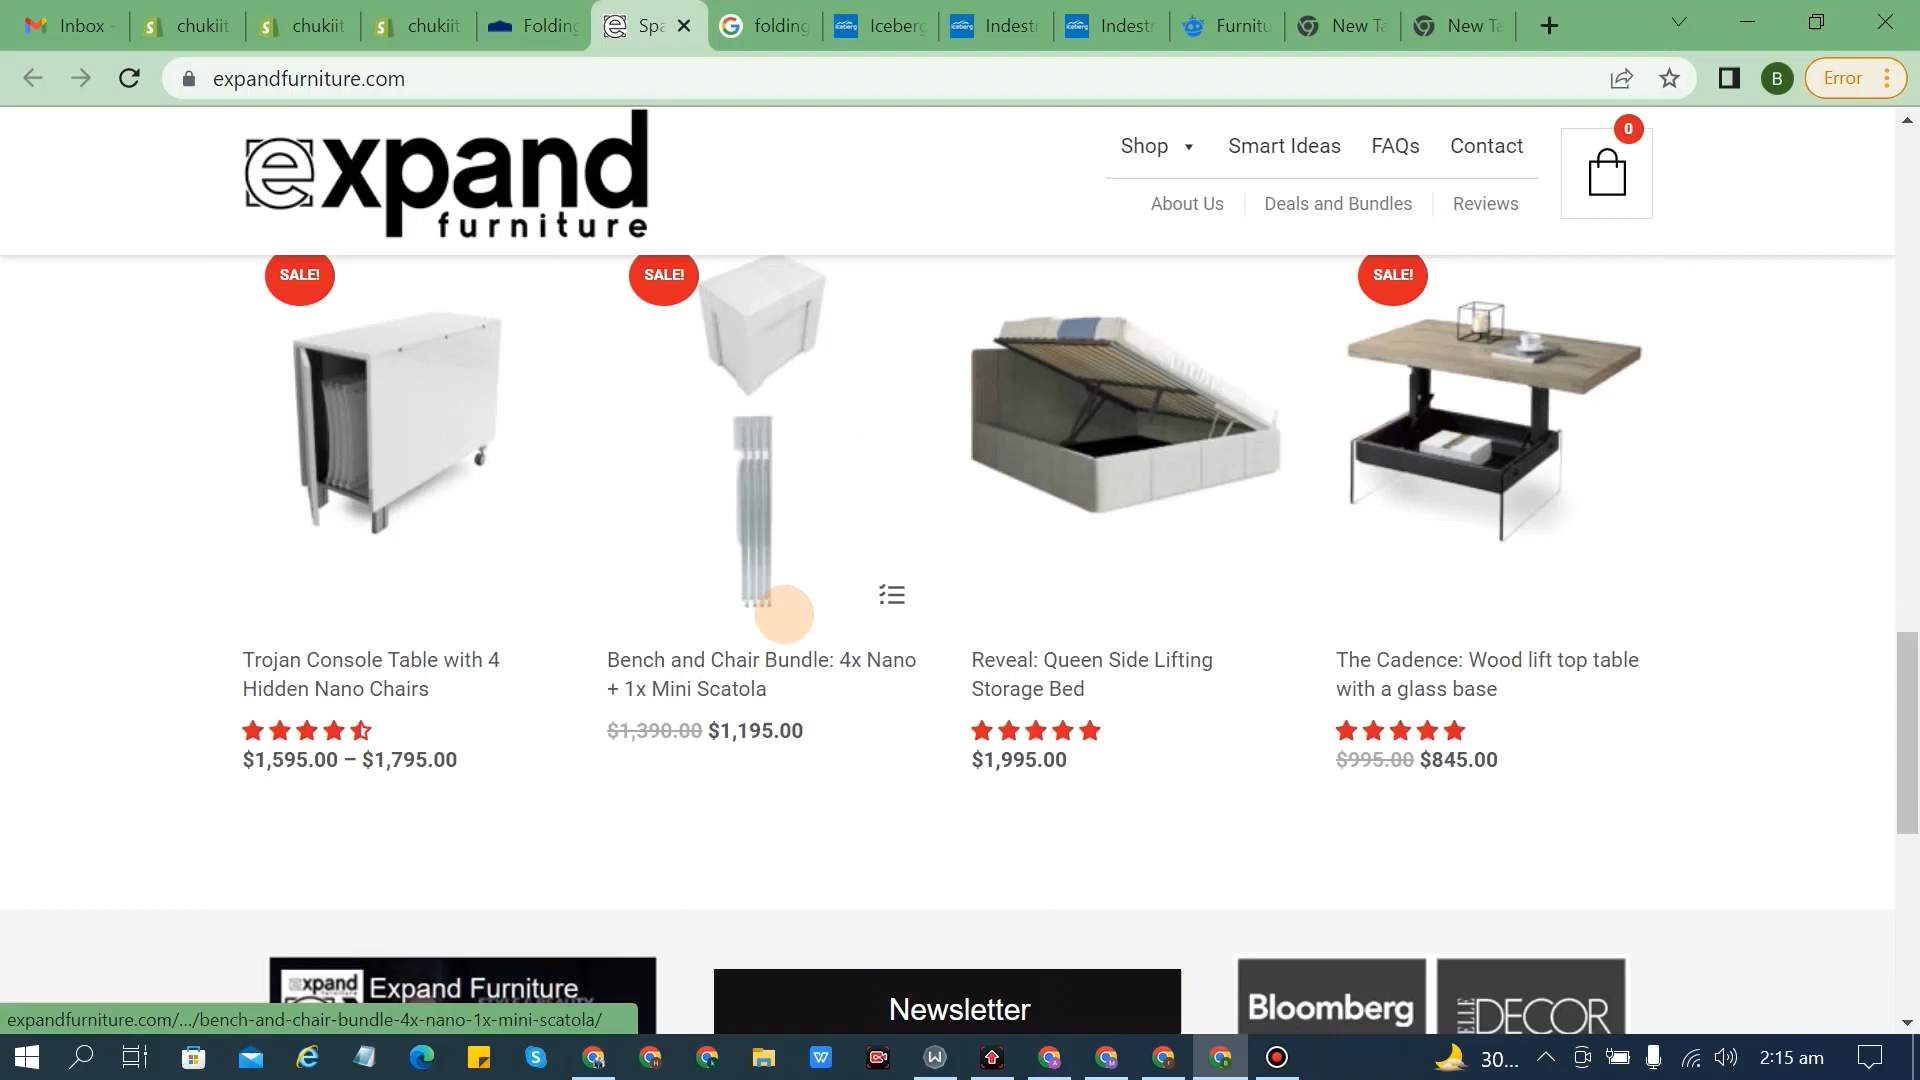 Inbox -
chukiit
chukiit
chukiit
Folding
Spa
folding
Iceberg
Indestr
Indestr
Furnitu
New Ta
New Ta
expandfurniture.com
B
Error
expand
furniture
Shop
Smart Ideas
FAQs
Contact
0
About Us
Deals and Bundles
Reviews
SALE!
SALE!
SALE!
Trojan Console Table with 4
Hidden Nano Chairs
$1,595.00 – $1,795.00
Bench and Chair Bundle: 4x Nano
+ 1x Mini Scatola
$1,390.00 $1,195.00
Reveal: Queen Side Lifting
Storage Bed
$1,995.00
The Cadence: Wood lift top table
with a glass base
$995.00 $845.00
expand
Expand Furniture
Newsletter
Bloomberg
ELLE DECOR
expandfurniture.com/.../bench-and-chair-bundle-4x-nano-1x-mini-scatola/
30...
2:15 am